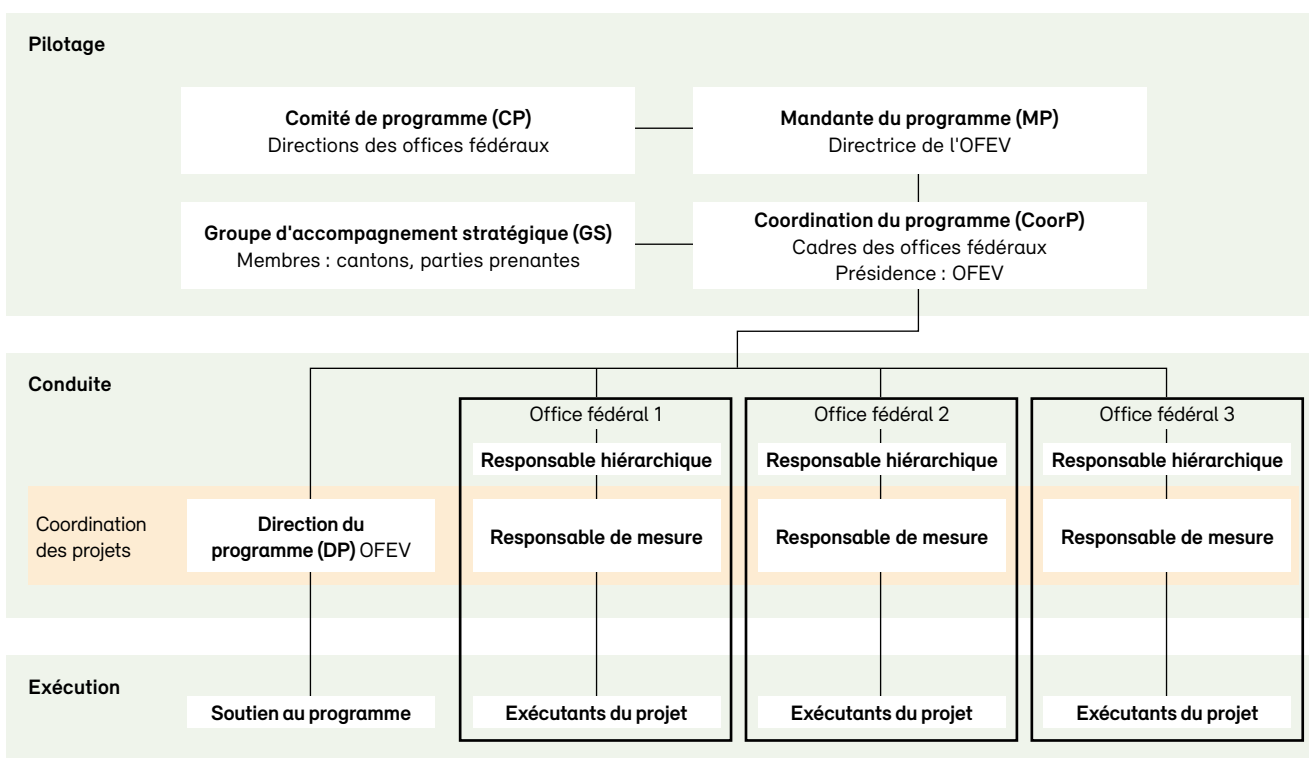 Pilotage
Comité de programme (CP)
Directions des offices fédéraux
Mandante du programme (MP)
Directrice de l'OFEV
Groupe d'accompagnement stratégique (GS)
Membres : cantons, parties prenantes
Coordination du programme (CoorP)
Cadres des offices fédéraux
Présidence : OFEV
Conduite
Office fédéral 1
Office fédéral 2
Office fédéral 3
Responsable hiérarchique
Responsable hiérarchique
Responsable hiérarchique
Coordination
des projets
Direction du
programme (DP) OFEV
Responsable de mesure
Responsable de mesure
Responsable de mesure
Exécution
Soutien au programme
Exécutants du projet
Exécutants du projet
Exécutants du projet